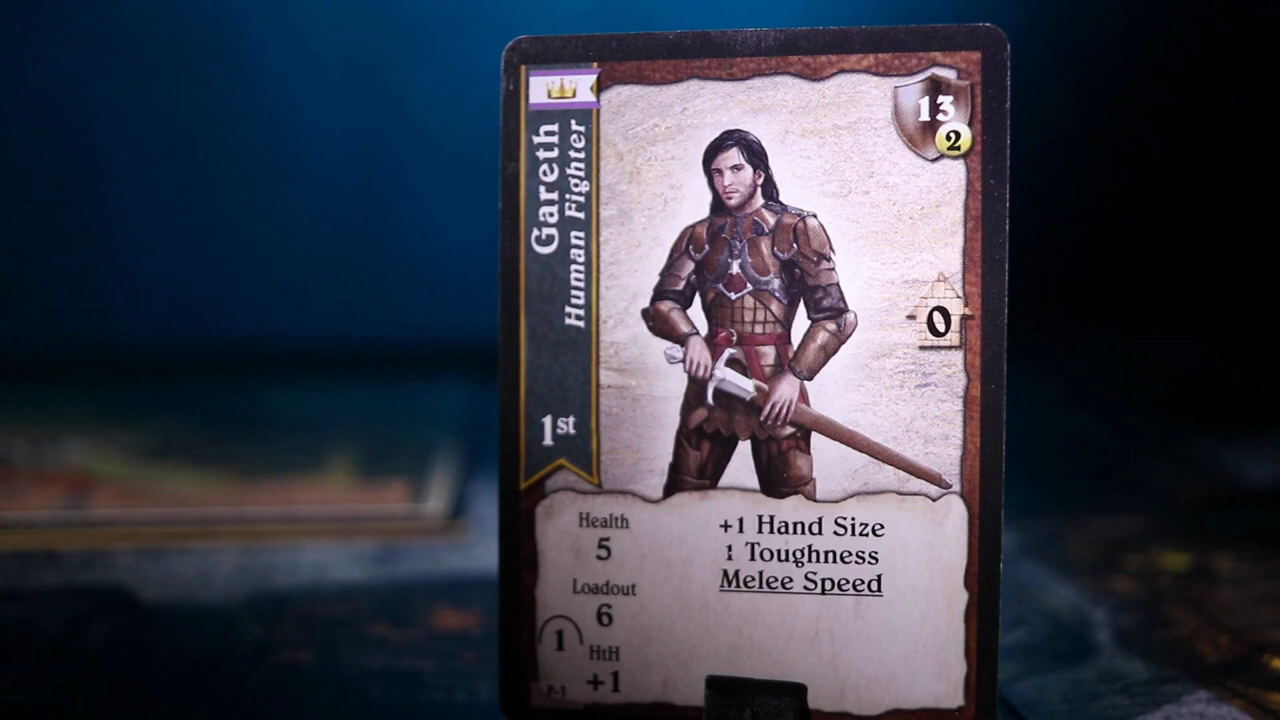 Gareth
Human Fighter
1st
13
2
0
Health
5
Loadout
6
1
HtH
+1
P-1
+1 Hand Size
1 Toughness
Melee Speed